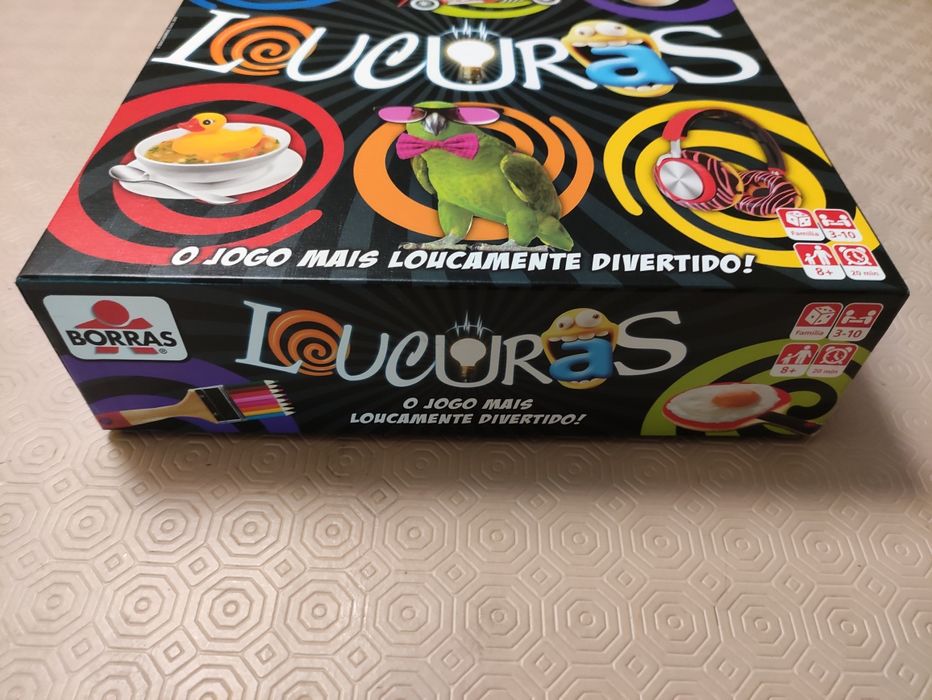 LOUCURaS
O JOGO MAIS LOUCAMENTE DIVERTIDO!
Família 3-10
8+ 20 min
BORRAS®
LOUCURaS
O JOGO MAIS
LOUCAMENTE DIVERTIDO!
Família 3-10
8+ 20 min